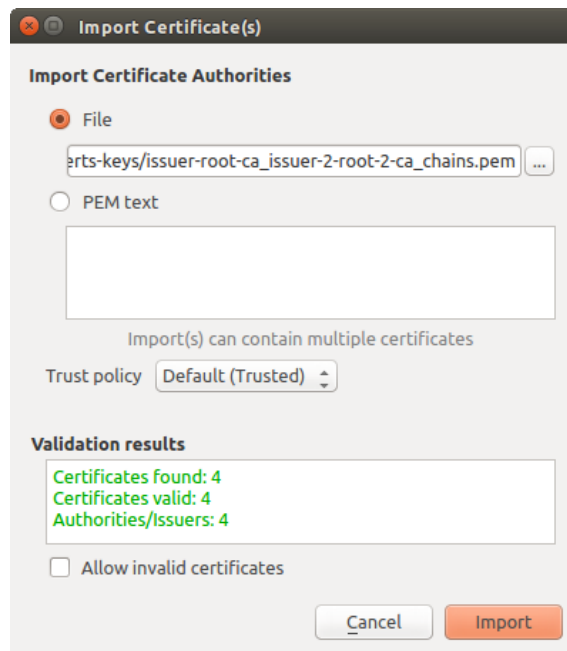 Import Certificate(s)
Import Certificate Authorities
File
erts-keys/issuer-root-ca_issuer-2-root-2-ca_chains.pem ...
PEM text
Import(s) can contain multiple certificates
Trust policy Default (Trusted)
Validation results
Certificates found: 4
Certificates valid: 4
Authorities/Issuers: 4
Allow invalid certificates
Cancel Import